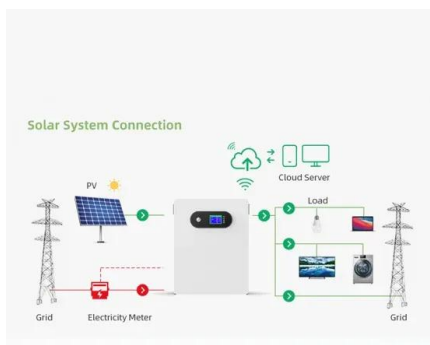 Solar System Connection
Cloud Server
PV
Load
Grid
Electricity Meter
Grid